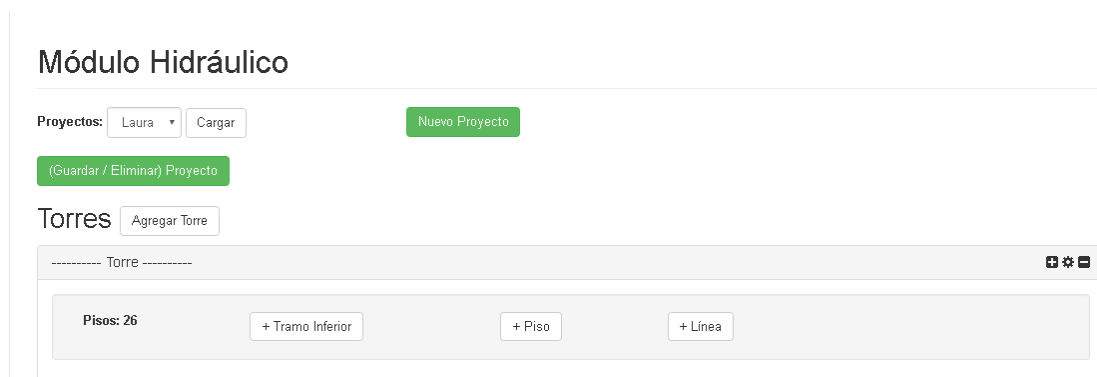 Módulo Hidráulico
Proyectos: Laura Cargar Nuevo Proyecto
(Guardar / Eliminar) Proyecto
Torres Agregar Torre
---------- Torre ----------
Pisos: 26 + Tramo Inferior + Piso + Línea